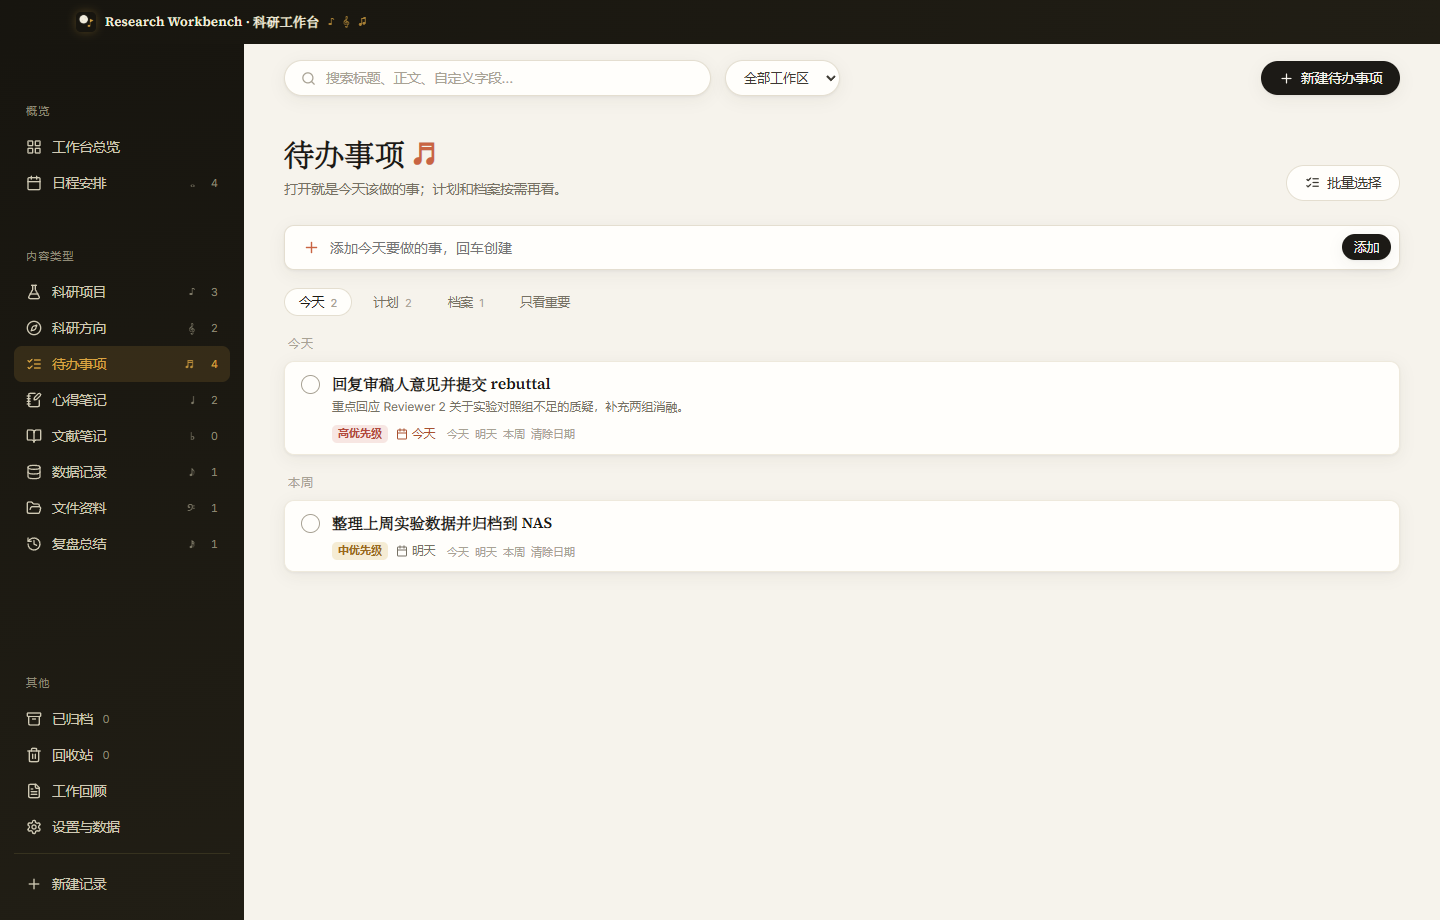 Research Workbench · 科研工作台 ♪ 𝄞 ♬
概览
工作台总览
日程安排 4
内容类型
科研项目 ♪ 3
科研方向 𝄞 2
待办事项 ♬ 4
心得笔记 ♩ 2
文献笔记 ♭ 0
数据记录 ♪ 1
文件资料 𝄢 1
复盘总结 1
其他
已归档 0
回收站 0
工作回顾
设置与数据
+ 新建记录
搜索标题、正文、自定义字段...
全部工作区
+ 新建待办事项
待办事项 ♬
打开就是今天该做的事；计划和档案按需再看。
批量选择
+ 添加今天要做的事，回车创建
添加
今天 2 计划 2 档案 1 只看重要
今天
回复审稿人意见并提交 rebuttal
重点回应 Reviewer 2 关于实验对照组不足的质疑，补充两组消融。
高优先级 今天 今天 明天 本周 清除日期
本周
整理上周实验数据并归档到 NAS
中优先级 明天 今天 明天 本周 清除日期